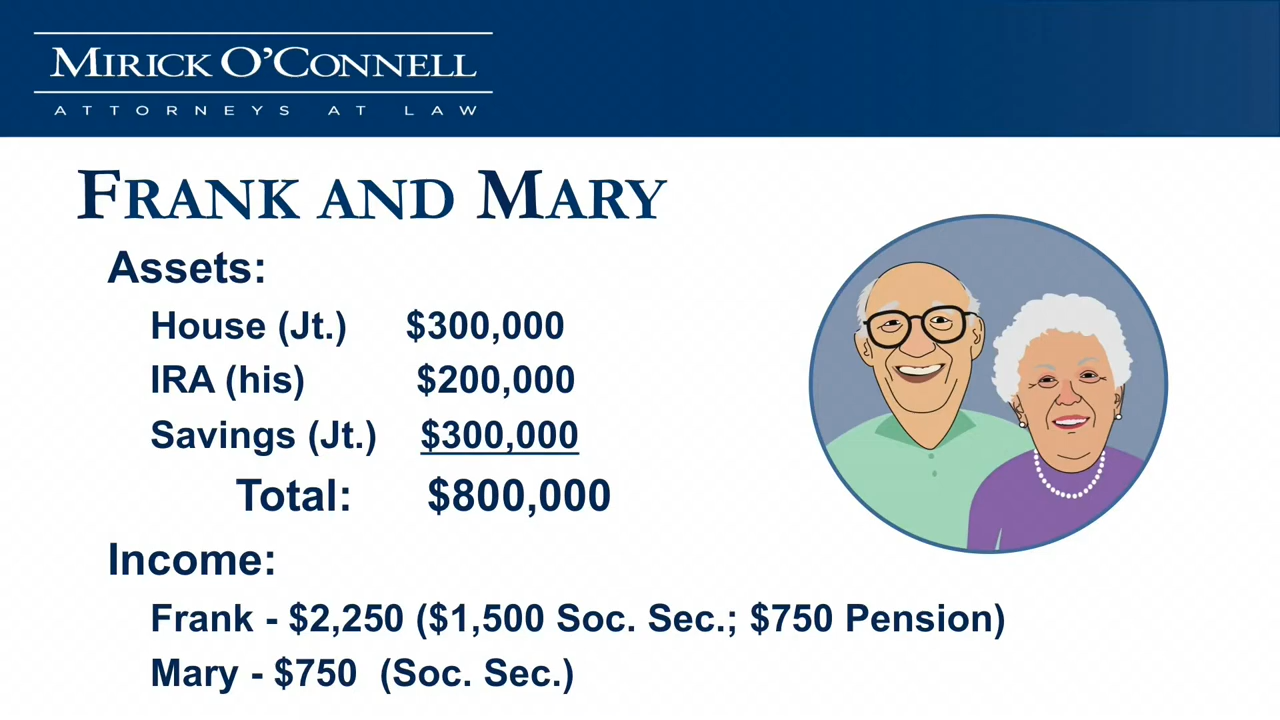 MIRICK O'CONNELL
ATTORNEYS AT LAW
FRANK AND MARY
Assets:
House (Jt.) $300,000
IRA (his) $200,000
Savings (Jt.) $300,000
Total: $800,000
Income:
Frank - $2,250 ($1,500 Soc. Sec.; $750 Pension)
Mary - $750 (Soc. Sec.)